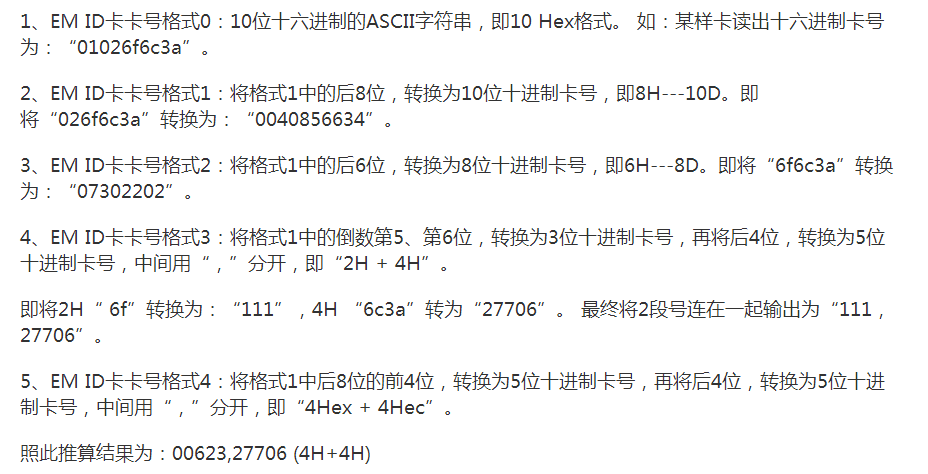 1、EM ID卡卡号格式0：10位十六进制的ASCII字符串，即10 Hex格式。 如：某样卡读出十六进制卡号
为：“01026f6c3a”。
2、EM ID卡卡号格式1：将格式1中的后8位，转换为10位十进制卡号，即8H---10D。即
将“026f6c3a”转换为：“0040856634”。
3、EM ID卡卡号格式2：将格式1中的后6位，转换为8位十进制卡号，即6H---8D。即将“6f6c3a”转换
为：“07302202”。
4、EM ID卡卡号格式3：将格式1中的倒数第5、第6位，转换为3位十进制卡号，再将后4位，转换为5位
十进制卡号，中间用“，”分开，即“2H + 4H”。
即将2H“ 6f”转换为：“111”，4H “6c3a”转为“27706”。 最终将2段号连在一起输出为“111，
27706”。
5、EM ID卡卡号格式4：将格式1中后8位的前4位，转换为5位十进制卡号，再将后4位，转换为5位十进
制卡号，中间用“，”分开，即“4Hex + 4Hec”。
照此推算结果为：00623,27706 (4H+4H)